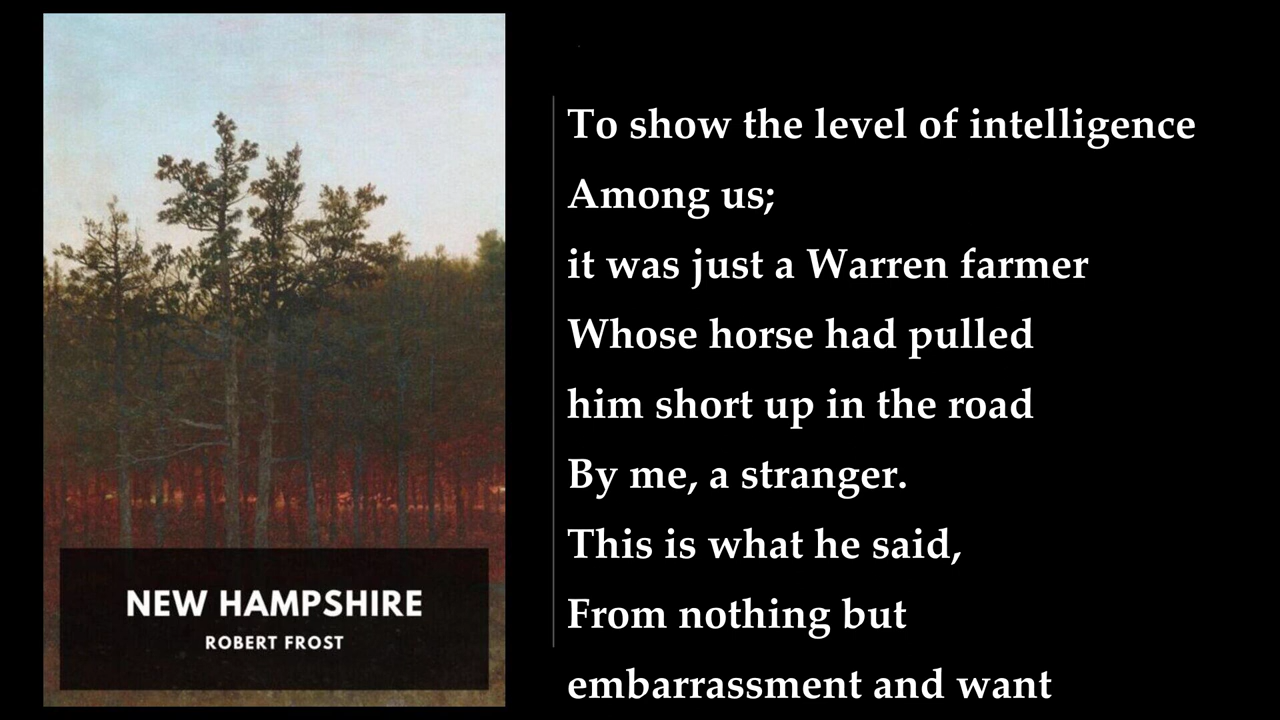 NEW HAMPSHIRE
ROBERT FROST
To show the level of intelligence
Among us;
it was just a Warren farmer
Whose horse had pulled
him short up in the road
By me, a stranger.
This is what he said,
From nothing but
embarrassment and want